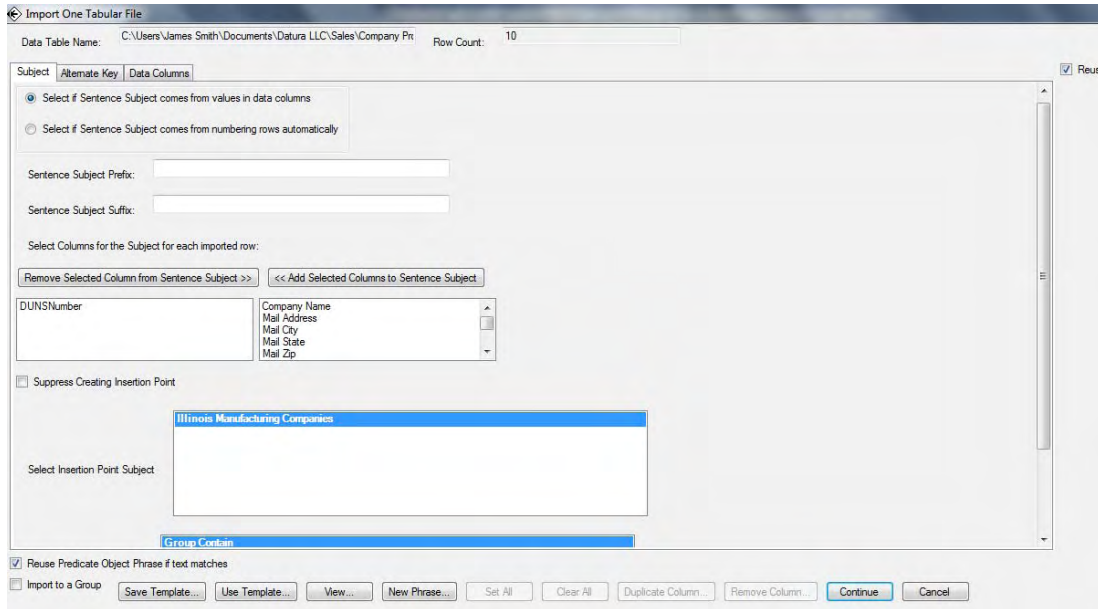 Import One Tabular File
Data Table Name: C:\Users\James Smith\Documents\Datura LLC\Sales\Company Pro Row Count: 10
Subject Alternate Key Data Columns Reus
Select if Sentence Subject comes from values in data columns
Select if Sentence Subject comes from numbering rows automatically
Sentence Subject Prefix:
Sentence Subject Suffix:
Select Columns for the Subject for each imported row:
Remove Selected Column from Sentence Subject >> << Add Selected Columns to Sentence Subject
DUNSNumber Company Name
Mail Address
Mail City
Mail State
Mail Zip
Suppress Creating Insertion Point
Illinois Manufacturing Companies
Select Insertion Point Subject
Group Contain
Reuse Predicate Object Phrase if text matches
Import to a Group Save Template... Use Template... View... New Phrase... Set All Clear All Duplicate Column... Remove Column... Continue Cancel